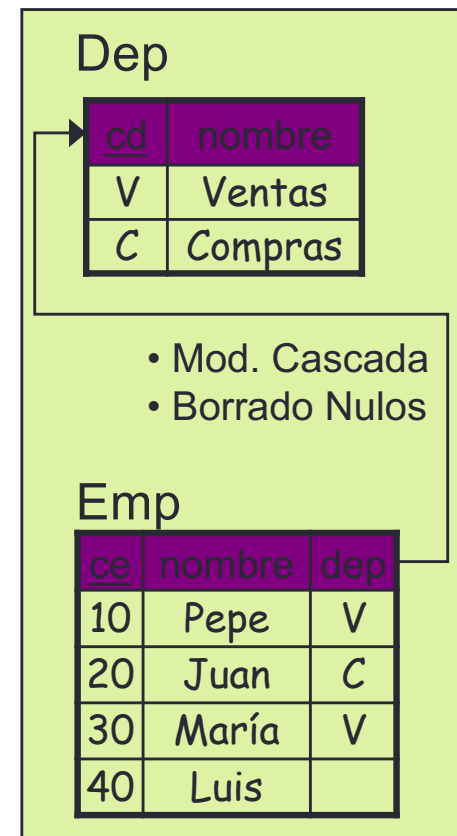 Dep
cd nombre
V Ventas
C Compras
• Mod. Cascada
• Borrado Nulos
Emp
ce nombre dep
10 Pepe V
20 Juan C
30 María V
40 Luis